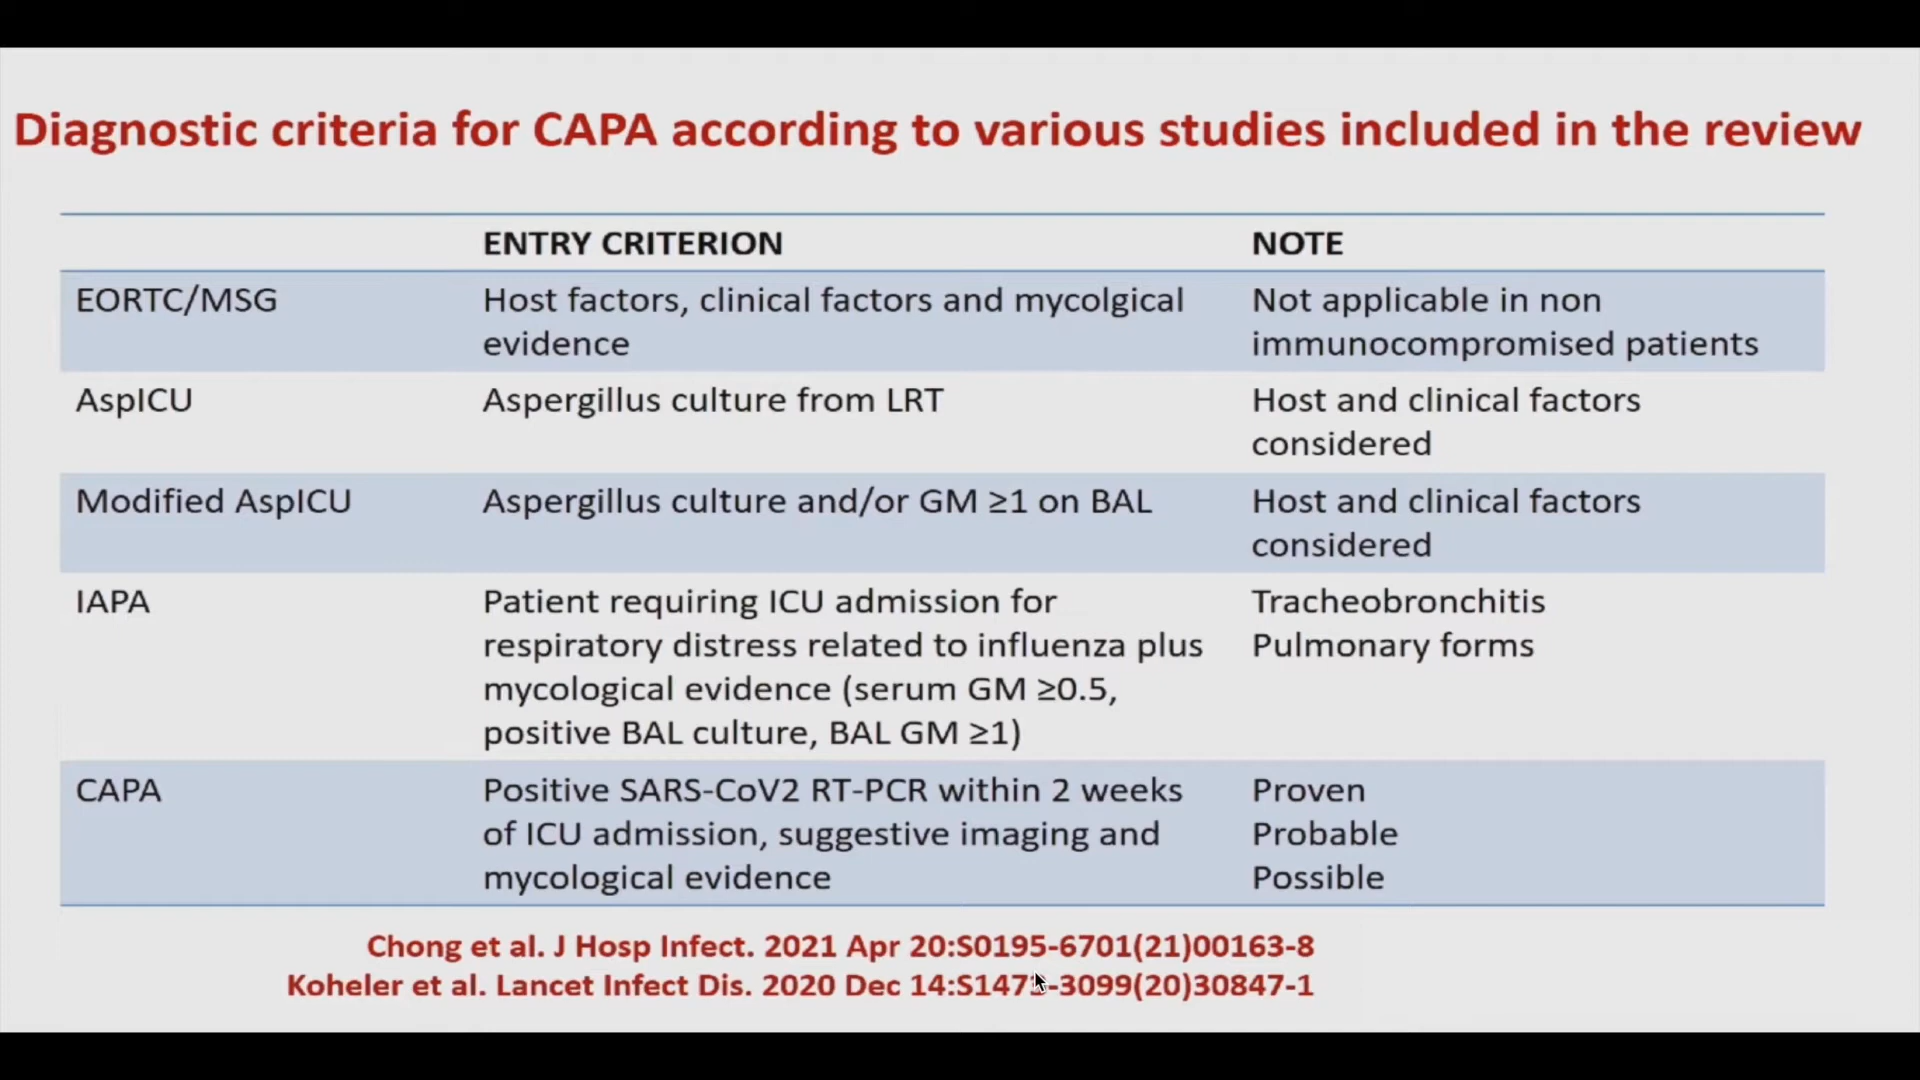 Diagnostic criteria for CAPA according to various studies included in the review
ENTRY CRITERION NOTE
EORTC/MSG Host factors, clinical factors and mycolgical Not applicable in non
evidence immunocompromised patients
AspICU Aspergillus culture from LRT Host and clinical factors
considered
Modified AspICU Aspergillus culture and/or GM ≥1 on BAL Host and clinical factors
considered
IAPA Patient requiring ICU admission for Tracheobronchitis
respiratory distress related to influenza plus Pulmonary forms
mycological evidence (serum GM ≥0.5,
positive BAL culture, BAL GM ≥1)
CAPA Positive SARS-CoV2 RT-PCR within 2 weeks Proven
of ICU admission, suggestive imaging and Probable
mycological evidence Possible
Chong et al. J Hosp Infect. 2021 Apr 20:S0195-6701(21)00163-8
Koheler et al. Lancet Infect Dis. 2020 Dec 14:S1473-3099(20)30847-1